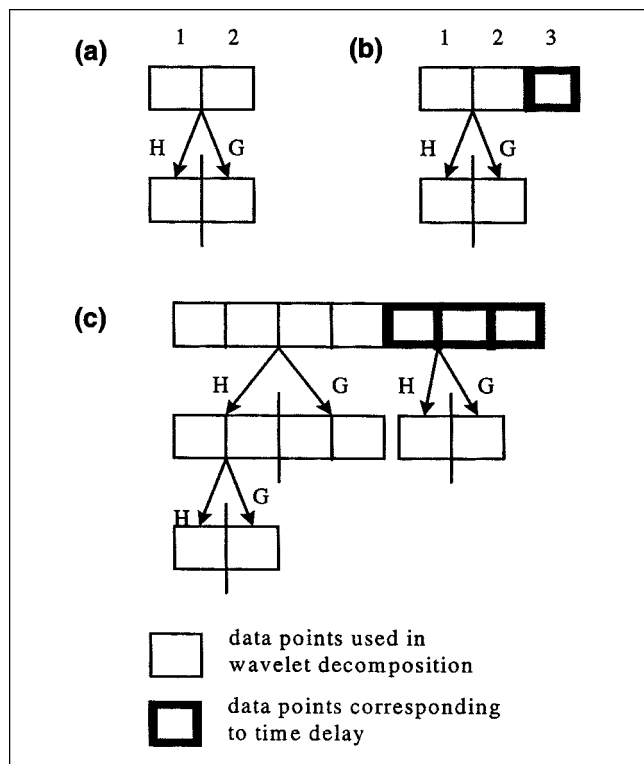 (a) 1 2
H G
(b) 1 2 3
H G
(c)
H G H G
H G
data points used in
wavelet decomposition
data points corresponding
to time delay